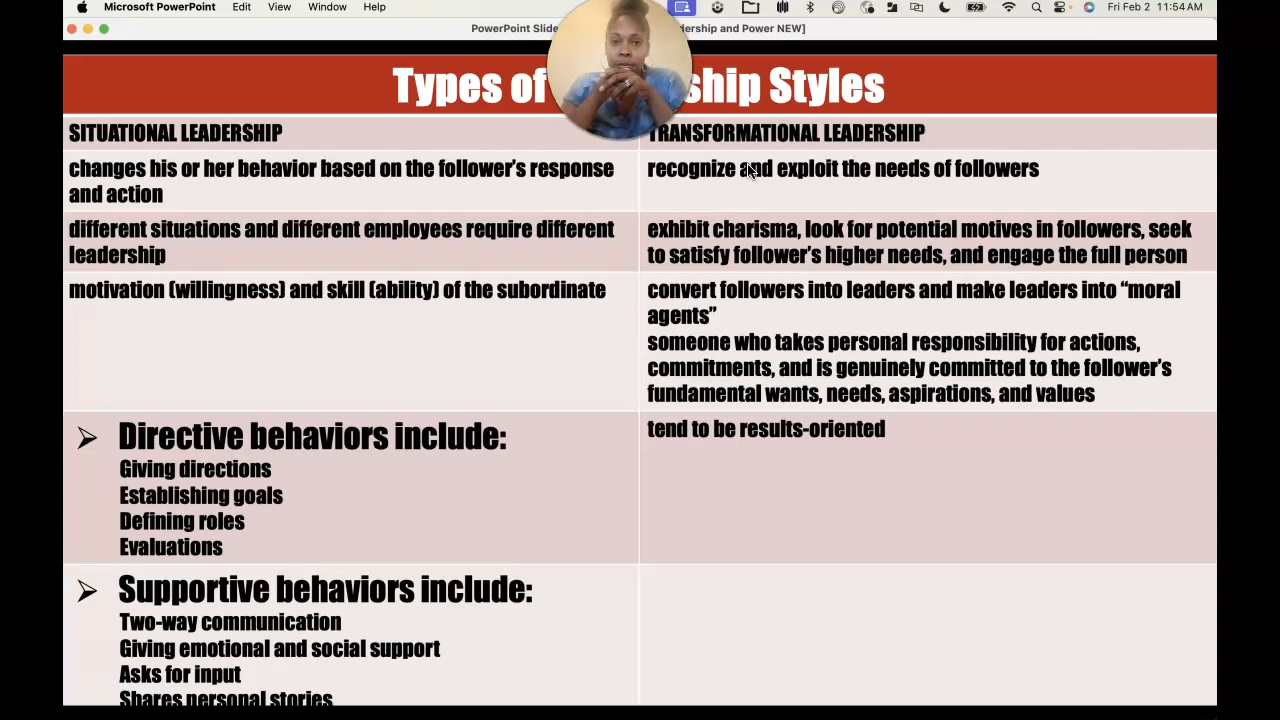 Microsoft PowerPoint Edit View Window Help Fri Feb 2 11:54 AM
PowerPoint Slide ership and Power NEW]
Types of ship Styles
SITUATIONAL LEADERSHIP
TRANSFORMATIONAL LEADERSHIP
changes his or her behavior based on the follower’s response
and action
recognize and exploit the needs of followers
different situations and different employees require different
leadership
exhibit charisma, look for potential motives in followers, seek
to satisfy follower’s higher needs, and engage the full person
motivation (willingness) and skill (ability) of the subordinate
convert followers into leaders and make leaders into “moral
agents”
someone who takes personal responsibility for actions,
commitments, and is genuinely committed to the follower’s
fundamental wants, needs, aspirations, and values
Directive behaviors include:
Giving directions
Establishing goals
Defining roles
Evaluations
tend to be results-oriented
Supportive behaviors include:
Two-way communication
Giving emotional and social support
Asks for input
Shares personal stories